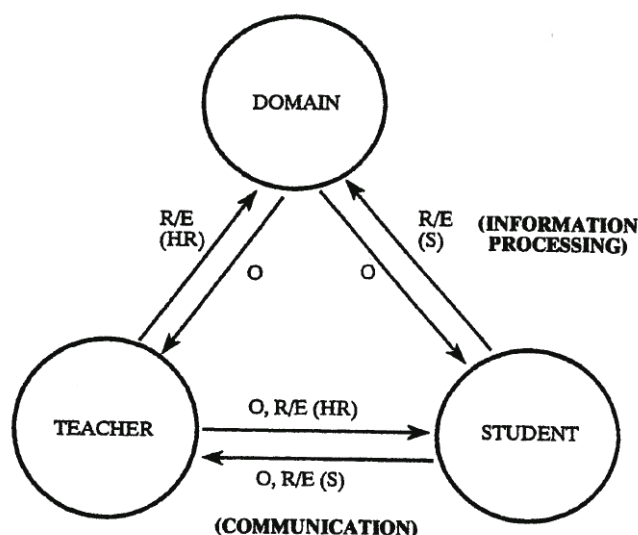 DOMAIN
R/E
(HR)
R/E
(S)
(INFORMATION
PROCESSING)
O
O
O, R/E (HR)
TEACHER
STUDENT
O, R/E (S)
(COMMUNICATION)